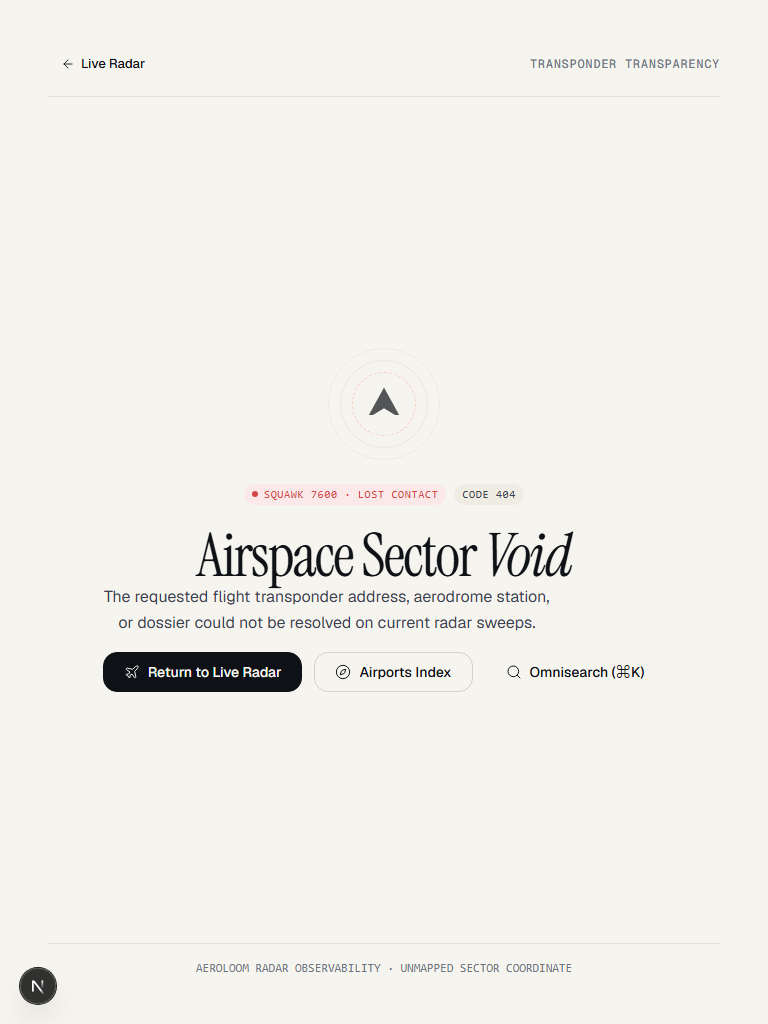 ← Live Radar
TRANSPONDER TRANSPARENCY
SQUAWK 7600 · LOST CONTACT
CODE 404
Airspace Sector Void
The requested flight transponder address, aerodrome station,
or dossier could not be resolved on current radar sweeps.
Return to Live Radar
Airports Index
Omnisearch (⌘K)
AEROLOOM RADAR OBSERVABILITY · UNMAPPED SECTOR COORDINATE
N